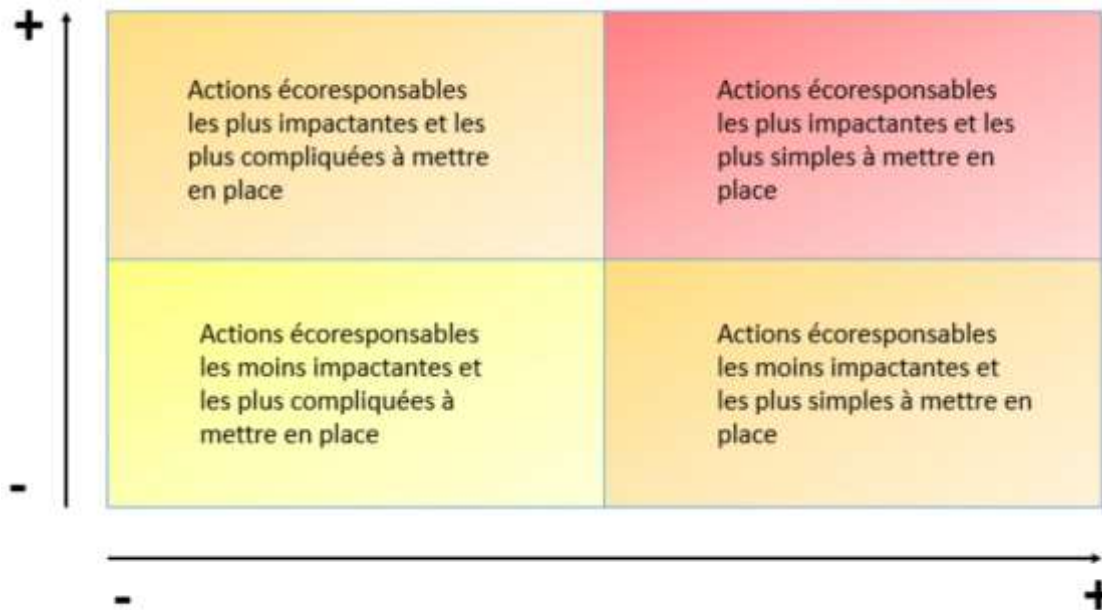 +
Actions écoresponsables
les plus impactantes et les
plus compliquées à mettre
en place
Actions écoresponsables
les plus impactantes et les
plus simples à mettre en
place
Actions écoresponsables
les moins impactantes et
les plus compliquées à
mettre en place
Actions écoresponsables
les moins impactantes et
les plus simples à mettre en
place
-
-
+